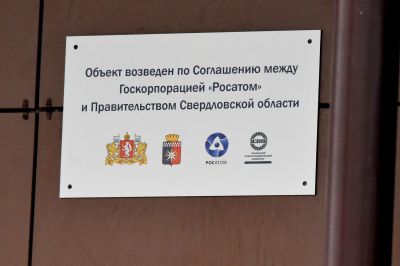 Объект возведен по Соглашению между
Госкорпорацией «Росатом»
и Правительством Свердловской области
РОСАТОМ